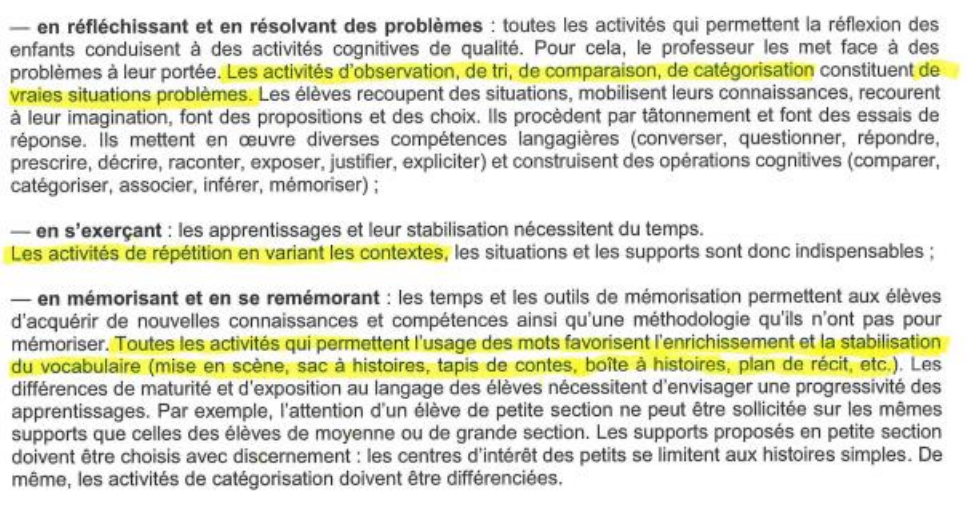 — en réfléchissant et en résolvant des problèmes : toutes les activités qui permettent la réflexion des
enfants conduisent à des activités cognitives de qualité. Pour cela, le professeur les met face à des
problèmes à leur portée. Les activités d'observation, de tri, de comparaison, de catégorisation constituent de
vraies situations problèmes. Les élèves recoupent des situations, mobilisent leurs connaissances, recourent
à leur imagination, font des propositions et des choix. Ils procèdent par tâtonnement et font des essais de
réponse. Ils mettent en œuvre diverses compétences langagières (converser, questionner, répondre,
prescrire, décrire, raconter, exposer, justifier, expliciter) et construisent des opérations cognitives (comparer,
catégoriser, associer, inférer, mémoriser) ;
— en s'exerçant : les apprentissages et leur stabilisation nécessitent du temps.
Les activités de répétition en variant les contextes, les situations et les supports sont donc indispensables ;
— en mémorisant et en se remémorant : les temps et les outils de mémorisation permettent aux élèves
d'acquérir de nouvelles connaissances et compétences ainsi qu'une méthodologie qu'ils n'ont pas pour
mémoriser. Toutes les activités qui permettent l'usage des mots favorisent l'enrichissement et la stabilisation
du vocabulaire (mise en scène, sac à histoires, tapis de contes, boîte à histoires, plan de récit, etc.). Les
différences de maturité et d'exposition au langage des élèves nécessitent d'envisager une progressivité des
apprentissages. Par exemple, l'attention d'un élève de petite section ne peut être sollicitée sur les mêmes
supports que celles des élèves de moyenne ou de grande section. Les supports proposés en petite section
doivent être choisis avec discernement : les centres d'intérêt des petits se limitent aux histoires simples. De
même, les activités de catégorisation doivent être différenciées.